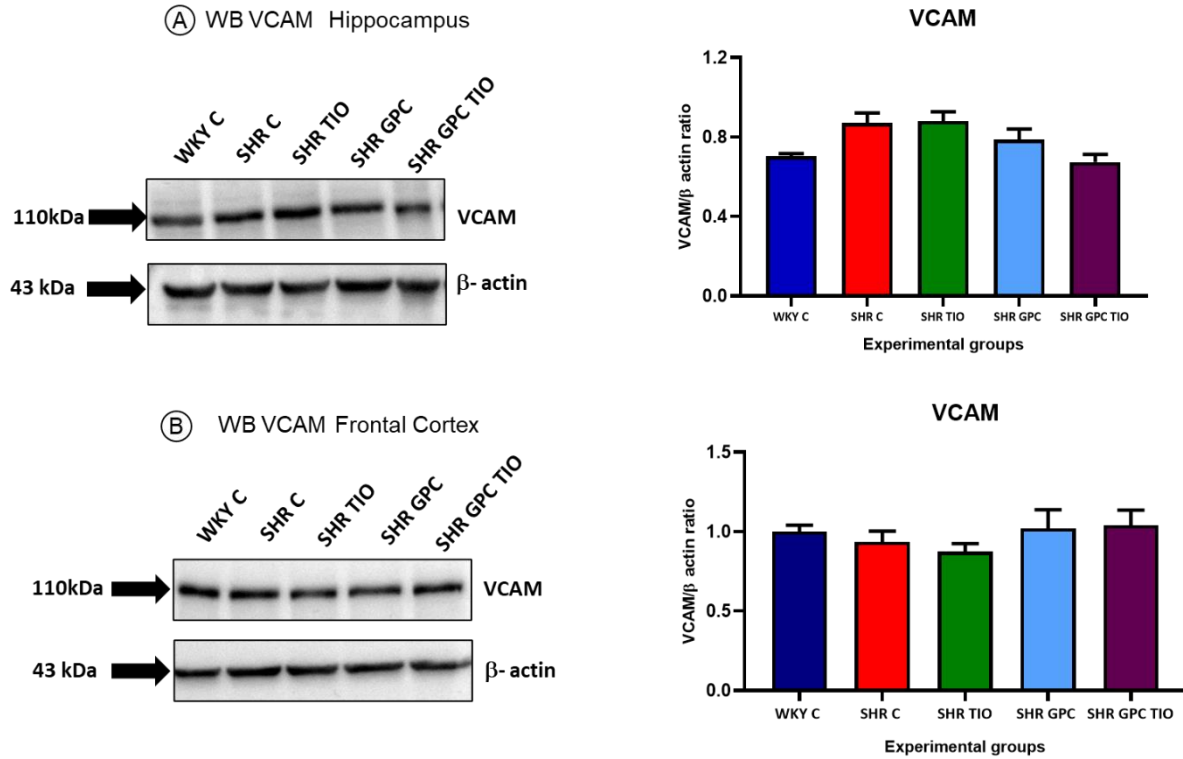 A WB VCAM Hippocampus
WKY C
SHR C
SHR TIO
SHR GPC
SHR GPC TIO
110kDa
VCAM
43 kDa
β- actin
VCAM
VCAM/β actin ratio
1.2
0.8
0.4
0.0
WKY C SHR C SHR TIO SHR GPC SHR GPC TIO
Experimental groups
B WB VCAM Frontal Cortex
WKY C
SHR C
SHR TIO
SHR GPC
SHR GPC TIO
110kDa
VCAM
43 kDa
β- actin
VCAM
VCAM/β actin ratio
1.5
1.0
0.5
0.0
WKY C SHR C SHR TIO SHR GPC SHR GPC TIO
Experimental groups